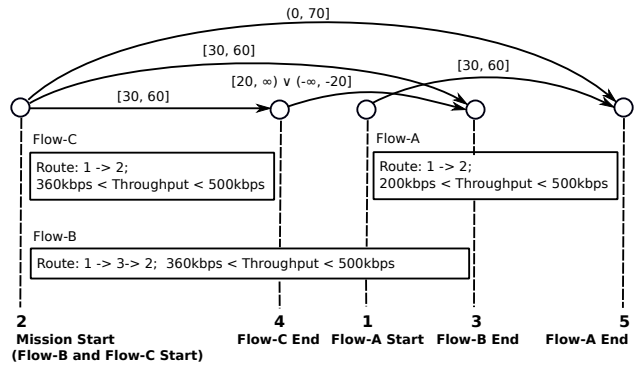 (0, 70]
[30, 60]
[30, 60]
[20, ∞) ∨ (-∞, -20]
[30, 60]
Flow-C
Route: 1 -> 2;
360kbps < Throughput < 500kbps
Flow-A
Route: 1 -> 2;
200kbps < Throughput < 500kbps
Flow-B
Route: 1 -> 3-> 2;  360kbps < Throughput < 500kbps
2
Mission Start
(Flow-B and Flow-C Start)
4
Flow-C End
1
Flow-A Start
3
Flow-B End
5
Flow-A End